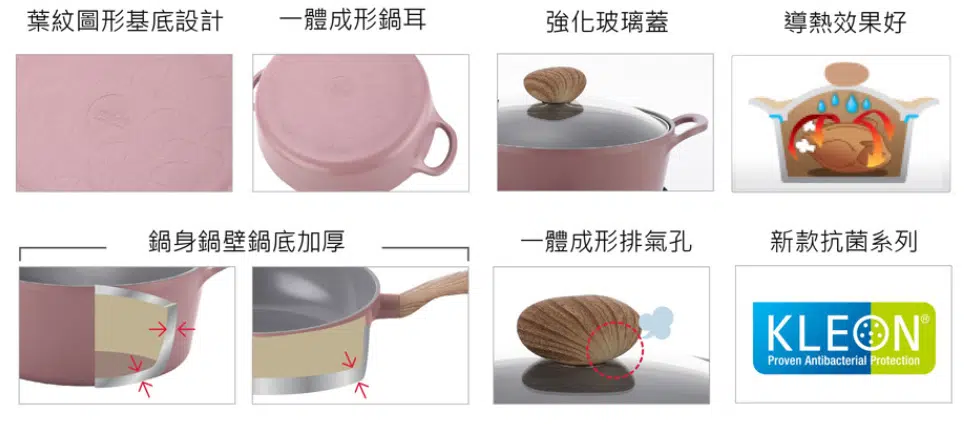 葉紋圖形基底設計
一體成形鍋耳
強化玻璃蓋
導熱效果好
鍋身鍋壁鍋底加厚
一體成形排氣孔
新款抗菌系列
KLEON®
Proven Antibacterial Protection